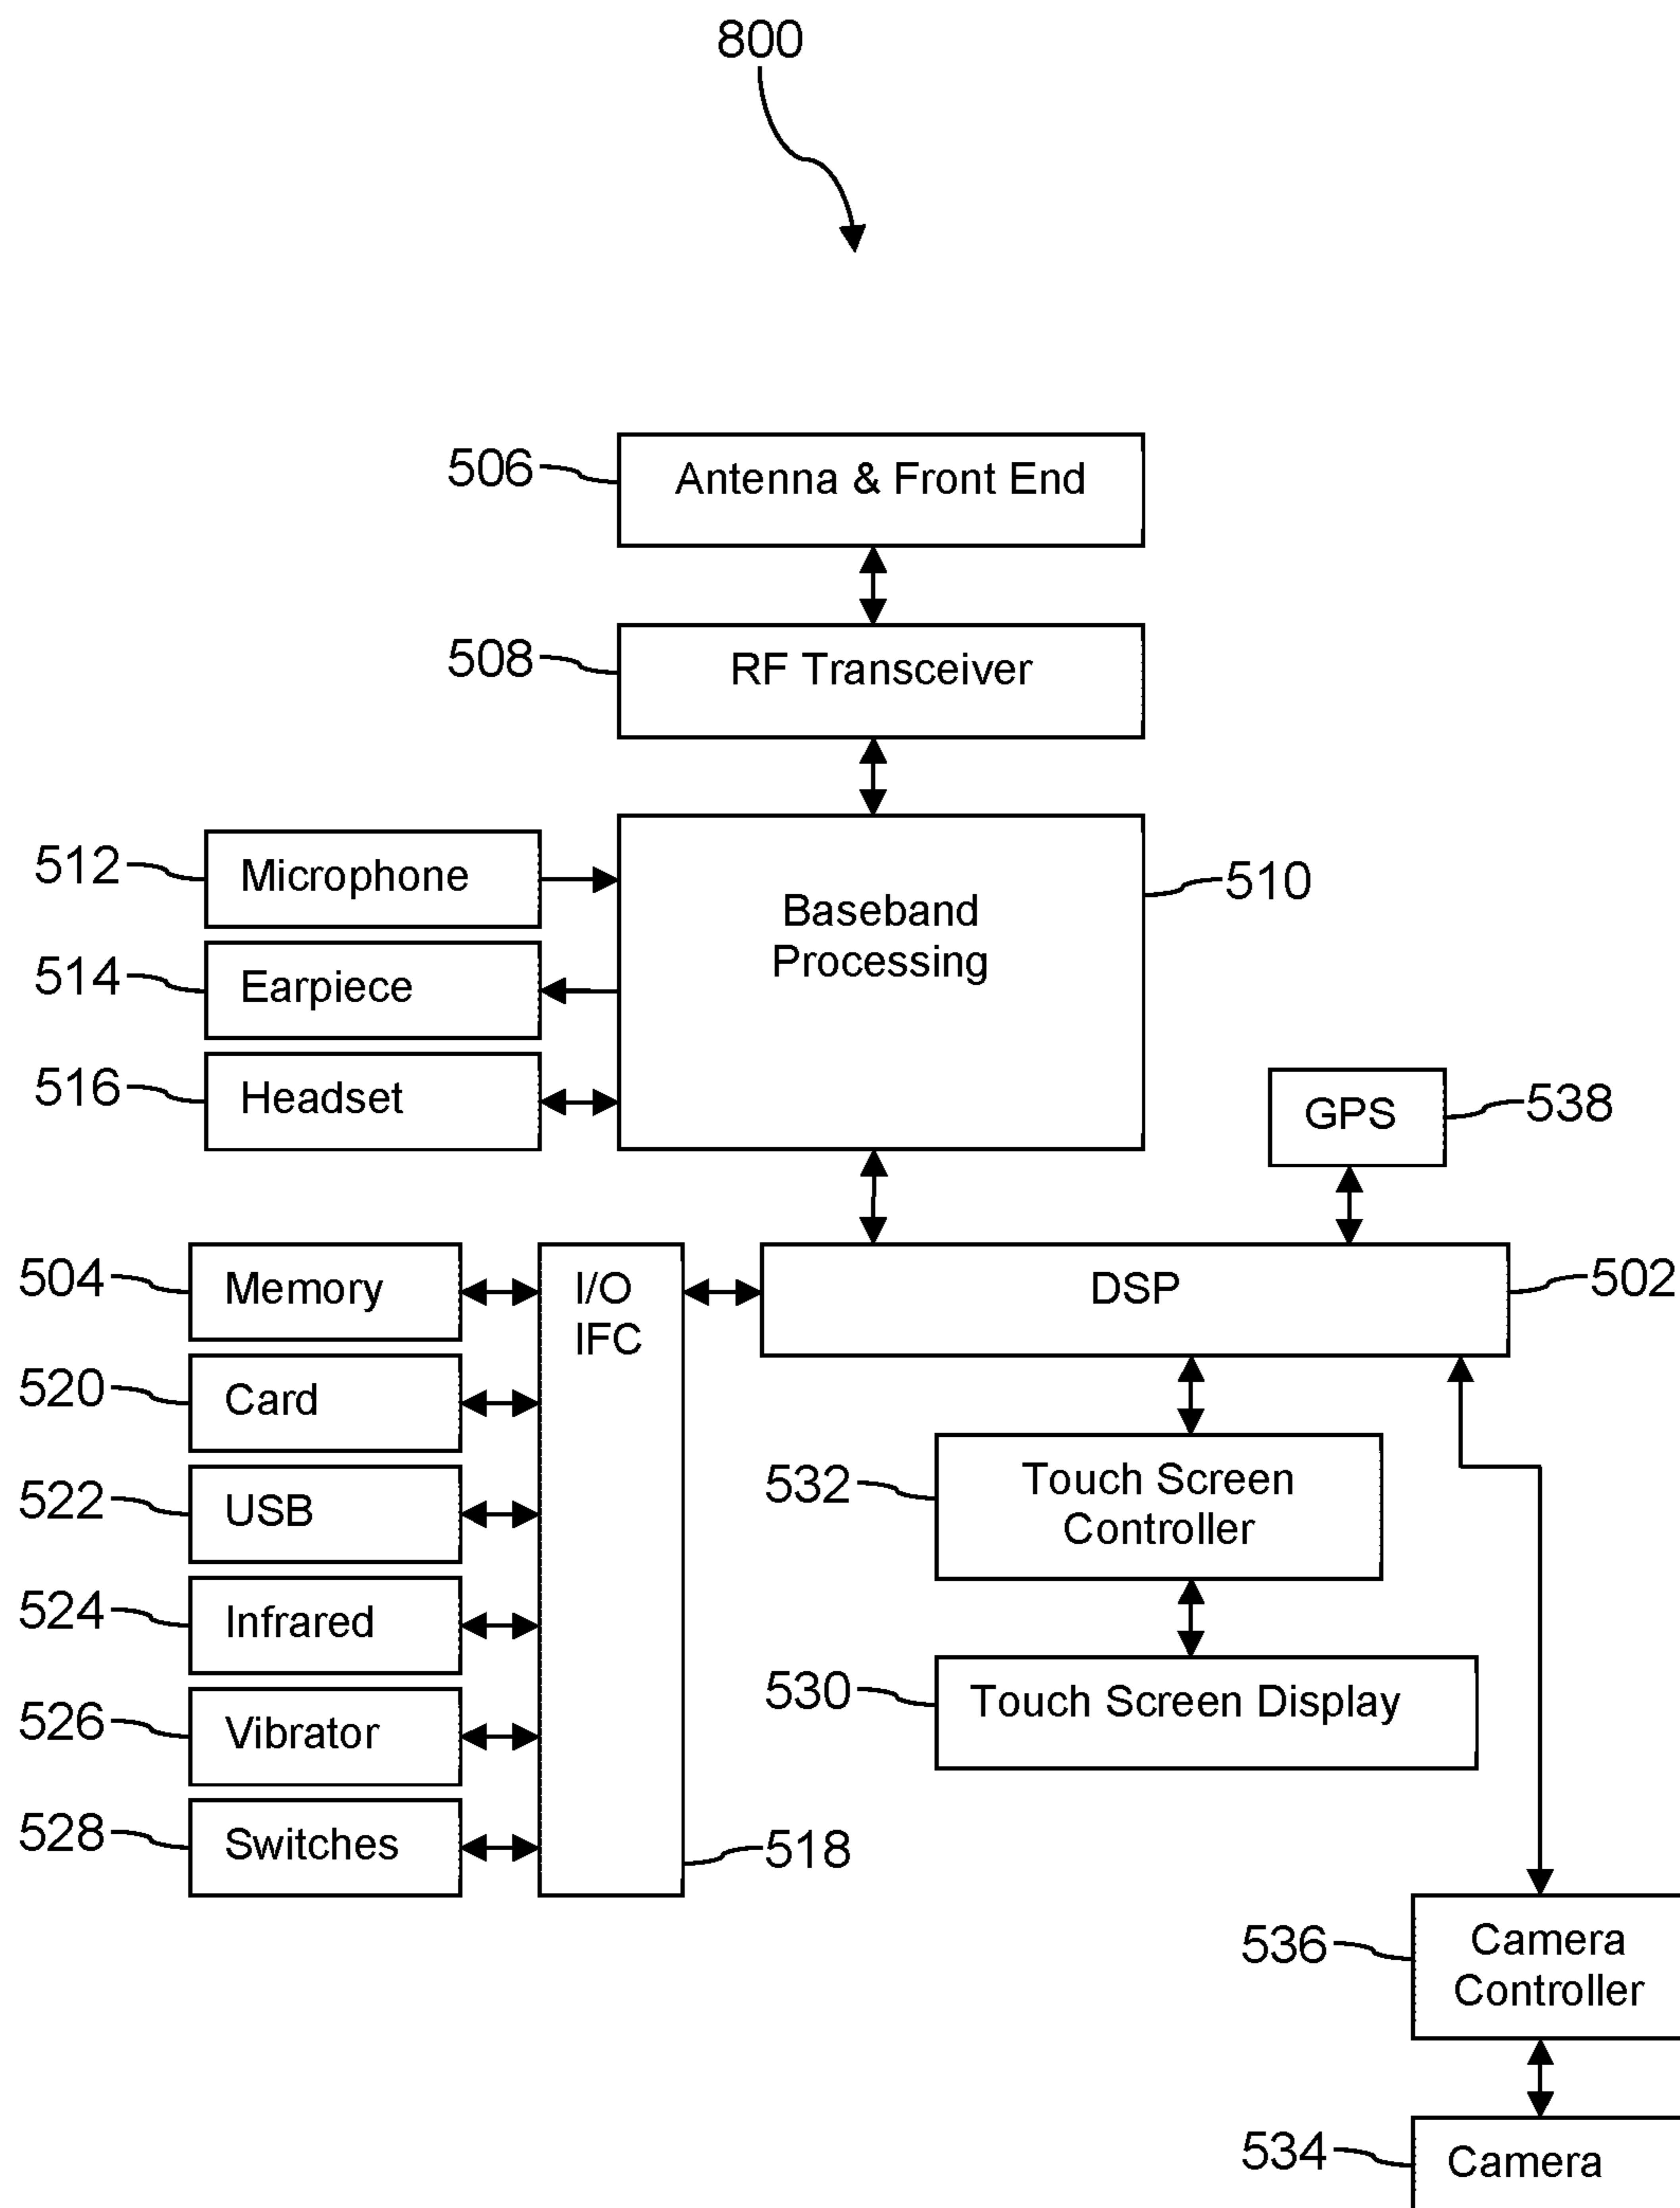 800
506
Antenna & Front End
508
RF Transceiver
512
Microphone
Baseband
Processing
510
514
Earpiece
516
Headset
GPS
538
504
Memory
I/O
IFC
DSP
502
520
Card
522
USB
532
Touch Screen
Controller
524
Infrared
526
Vibrator
530
Touch Screen Display
528
Switches
518
536
Camera
Controller
534
Camera